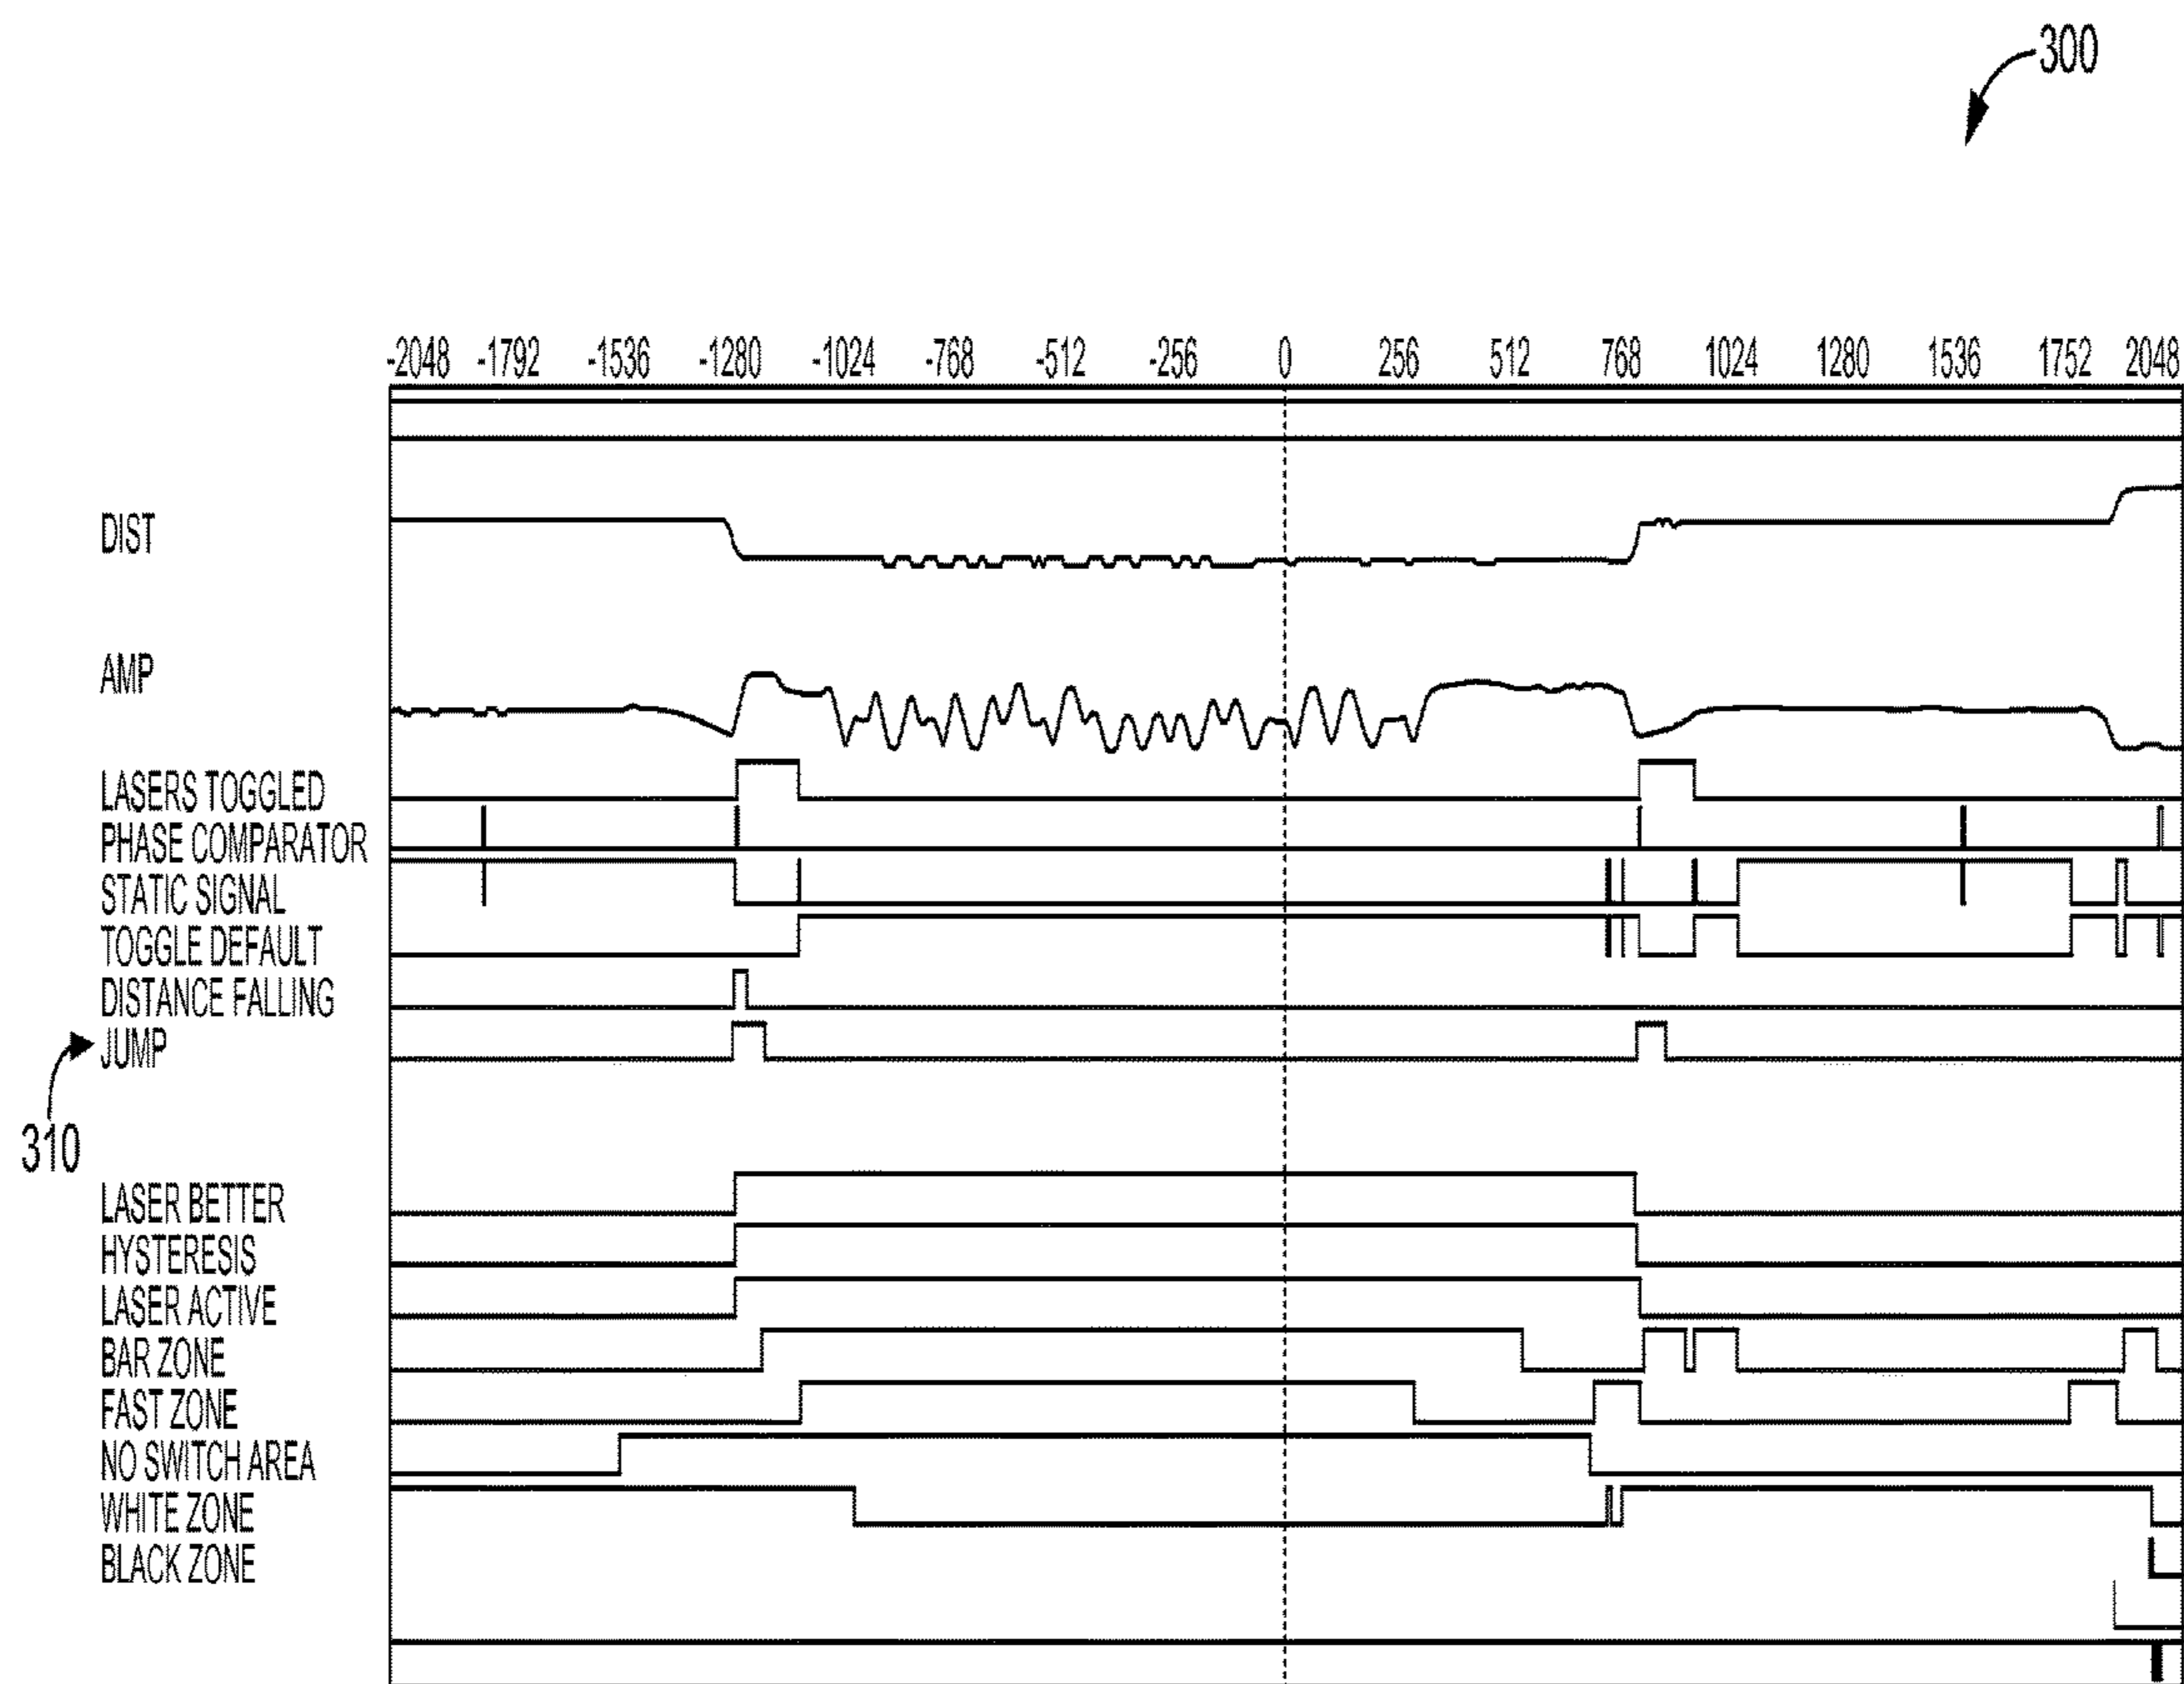 300
-2048 -1792 -1536 -1280 -1024 -768 -512 -256 0 256 512 768 1024 1280 1536 1752 2048
DIST
AMP
LASERS TOGGLED
PHASE COMPARATOR
STATIC SIGNAL
TOGGLE DEFAULT
DISTANCE FALLING
JUMP
310
LASER BETTER
HYSTERESIS
LASER ACTIVE
BAR ZONE
FAST ZONE
NO SWITCH AREA
WHITE ZONE
BLACK ZONE